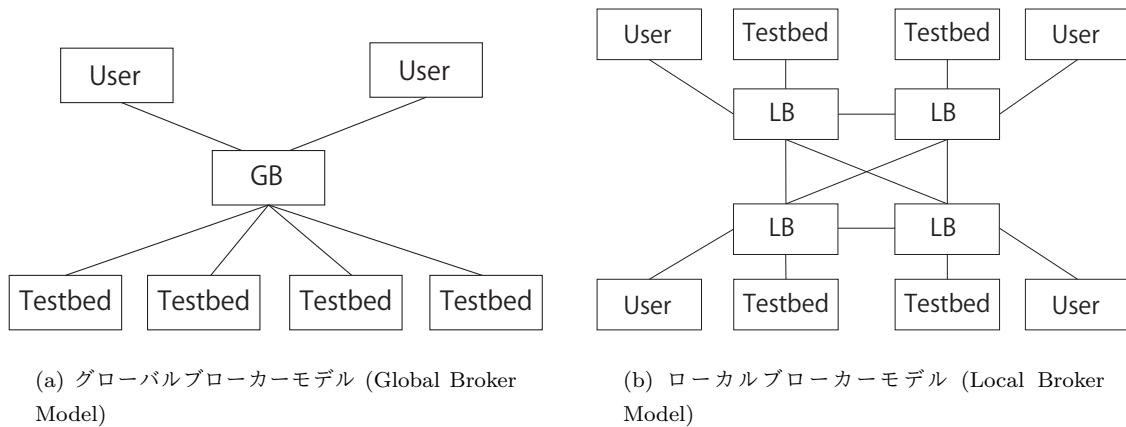 User
User
GB
Testbed
Testbed
Testbed
Testbed
(a) グローバルブローカーモデル (Global Broker
Model)
User
Testbed
Testbed
User
LB
LB
LB
LB
User
Testbed
Testbed
User
(b) ローカルブローカーモデル (Local Broker
Model)